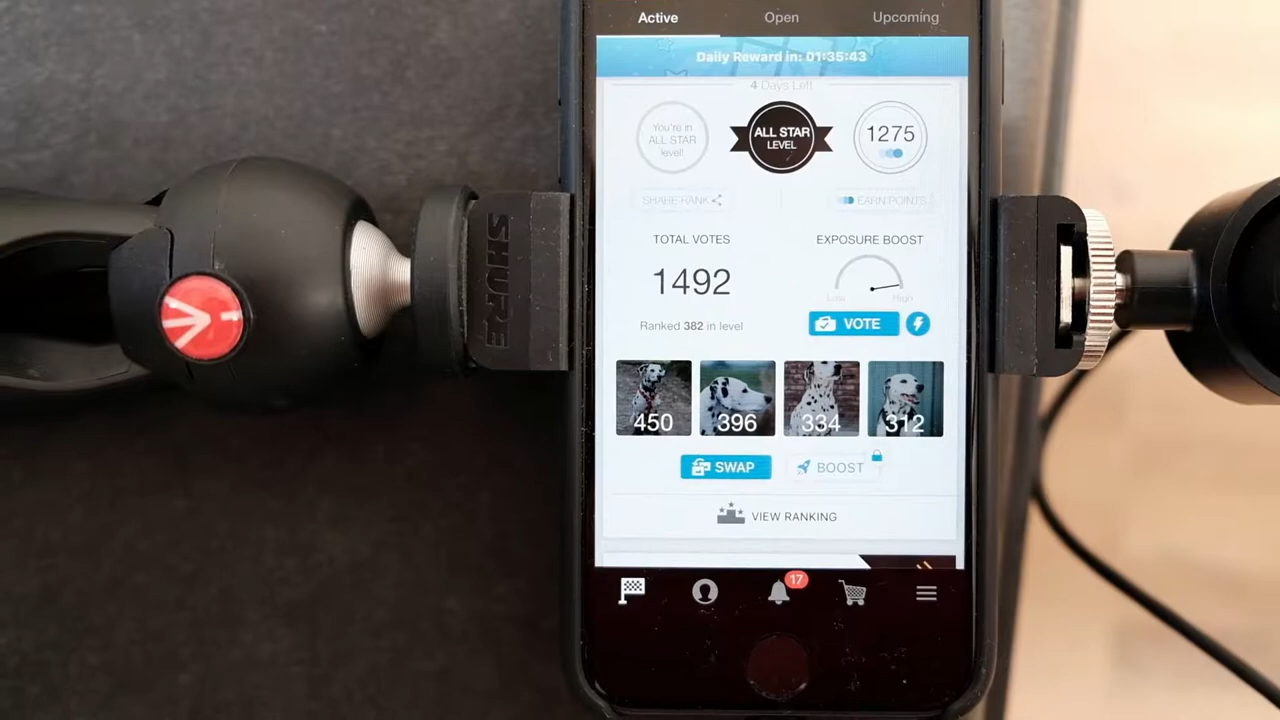 Active
Open
Upcoming
Daily Reward in: 01:35:43
4 Days Left
You're in
ALL STAR
level!
ALL STAR
LEVEL
1275
SHARE RANK
EARN POINTS
TOTAL VOTES
EXPOSURE BOOST
1492
Low
High
Ranked 382 in level
VOTE
450
396
334
312
SWAP
BOOST
VIEW RANKING
17
SHURE